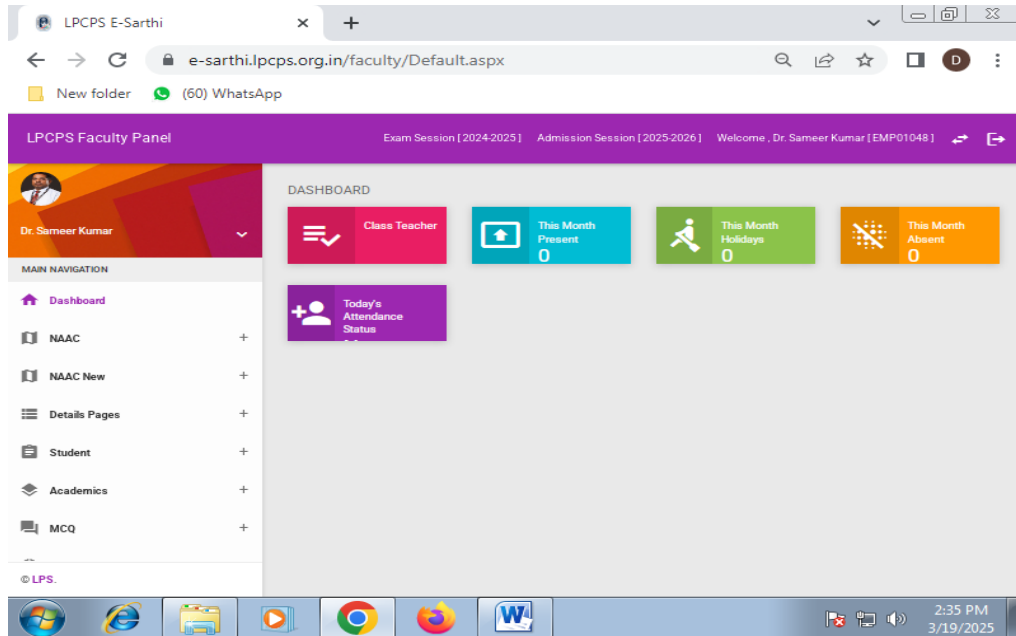 LPCPS E-Sarthi
e-sarthi.lpcps.org.in/faculty/Default.aspx
D
New folder (60) WhatsApp
LPCPS Faculty Panel Exam Session [2024-2025] Admission Session [2025-2026] Welcome , Dr. Sameer Kumar [EMP01048]
Dr. Sameer Kumar
MAIN NAVIGATION
Dashboard
NAAC +
NAAC New +
Details Pages +
Student +
Academics +
MCQ +
© LPS.
DASHBOARD
Class Teacher
This Month
Present
0
This Month
Holidays
0
This Month
Absent
0
Today's
Attendance
Status
2:35 PM
3/19/2025